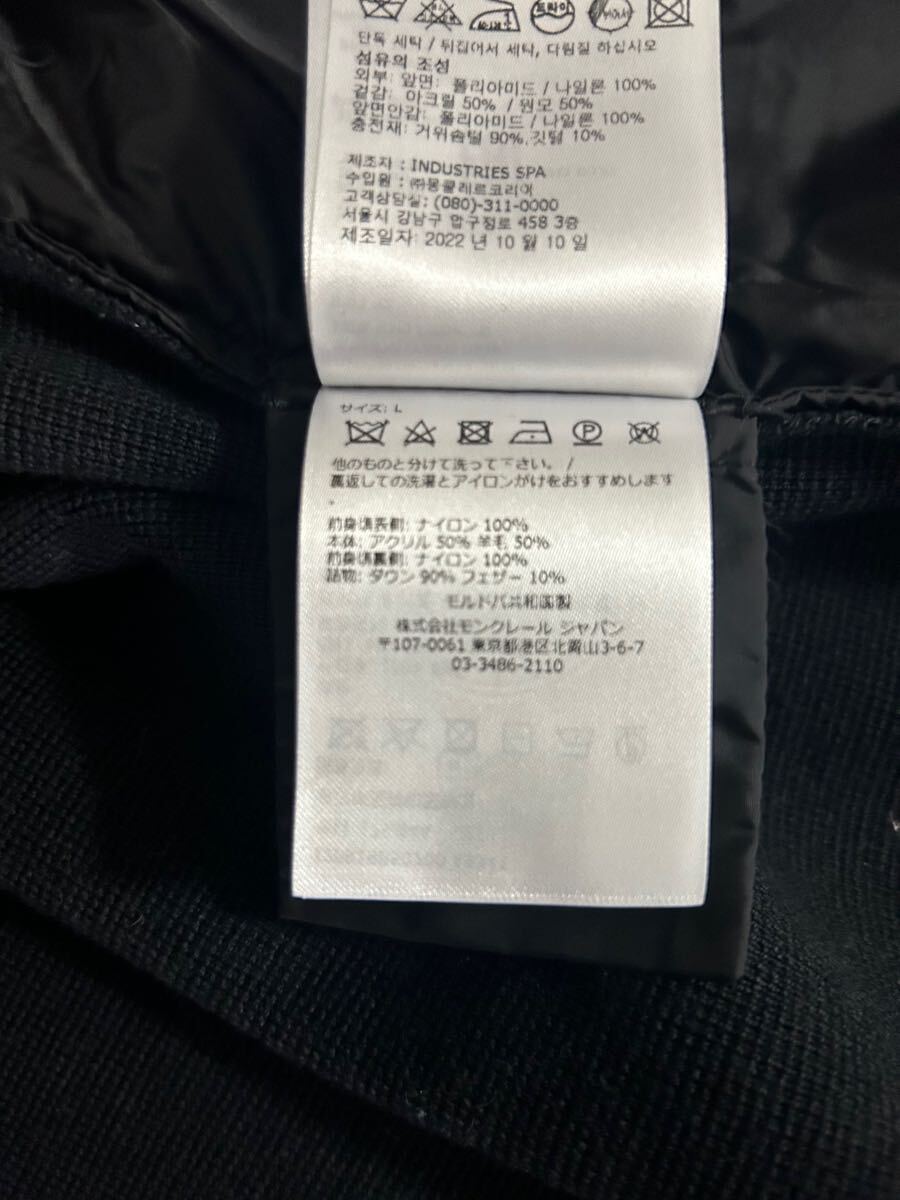 단독 세탁 / 뒤집어서 세탁, 다림질 하십시오
섬유의 조성
외부: 앞면: 폴리아미드 / 나일론 100%
겉감: 아크릴 50% / 원모 50%
앞면안감: 폴리아미드 / 나일론 100%
충전재: 거위솜털 90%,깃털 10%
제조자 : INDUSTRIES SPA
수입원 : ㈜몽클레르코리아
고객상담실: (080)-311-0000
서울시 강남구 압구정로 458 3층
제조일자: 2022 년 10 월 10 일
サイズ: L
P
W
他のものと分けて洗って下さい。 /
裏返しての洗濯とアイロンがけをおすすめします
。
前身頃表側: ナイロン 100%
本体: アクリル 50% 羊毛 50%
前身頃裏側: ナイロン 100%
詰物: ダウン 90% フェザー 10%
モルドバ共和国製
株式会社モンクレール ジャパン
〒107-0061 東京都港区北青山3-6-7
03-3486-2110